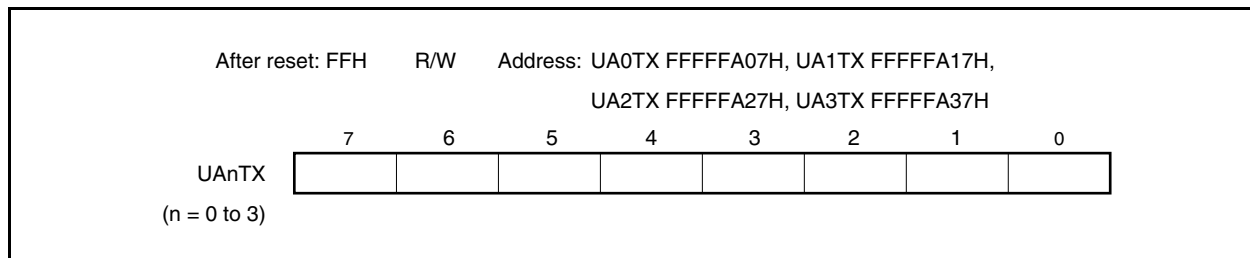 After reset: FFH R/W Address: UA0TX FFFFFA07H, UA1TX FFFFFA17H,
UA2TX FFFFFA27H, UA3TX FFFFFA37H
7 6 5 4 3 2 1 0
UAnTX
(n = 0 to 3)